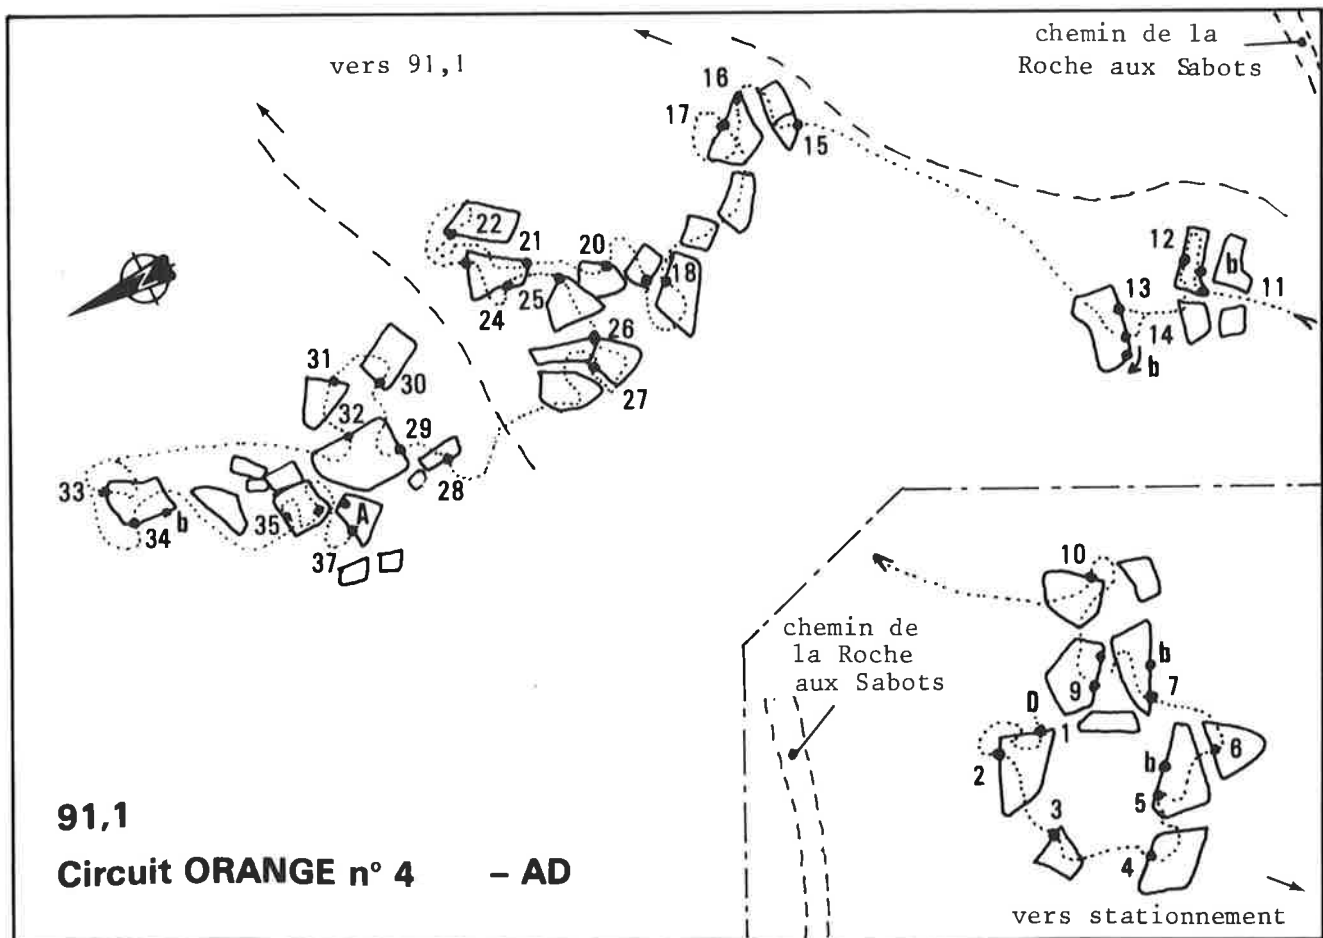 chemin de la
Roche aux Sabots
vers 91,1
16
17
15
12
b
11
13
14
b
22
21
20
18
25
24
26
27
31
30
32
29
28
33
34
b
35
A
37
10
chemin de
la Roche
aux Sabots
b
9
7
D
1
2
6
b
5
3
4
vers stationnement
91,1
Circuit ORANGE nº 4 – AD